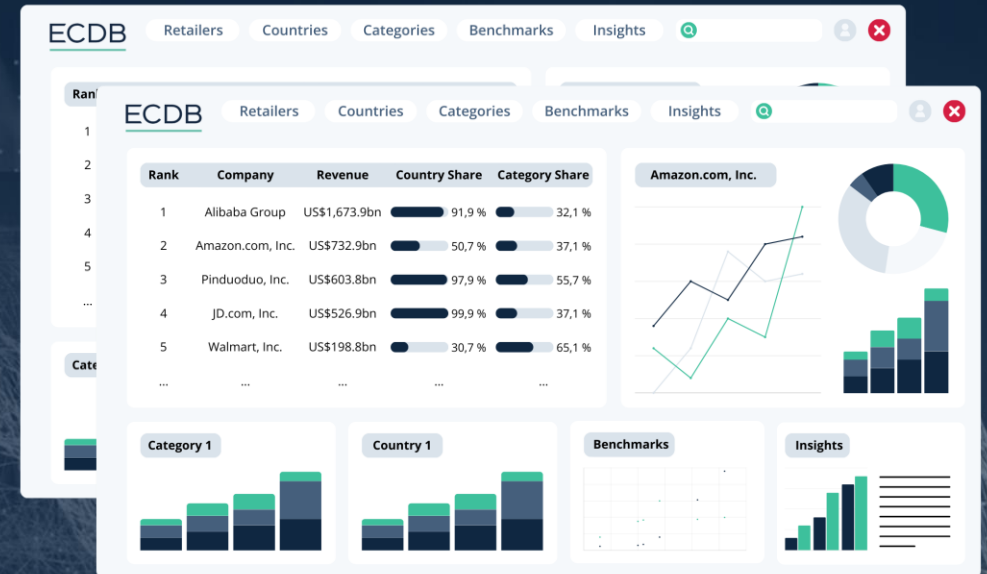 ECDB Retailers Countries Categories Benchmarks Insights
1
2
3
4
5
...
ECDB Retailers Countries Categories Benchmarks Insights
Rank Company Revenue Country Share Category Share
1 Alibaba Group US$1,673.9bn 91,9 % 32,1 %
2 Amazon.com, Inc. US$732.9bn 50,7 % 37,1 %
3 Pinduoduo, Inc. US$603.8bn 97,9 % 55,7 %
4 JD.com, Inc. US$526.9bn 99,9 % 37,1 %
5 Walmart, Inc. US$198.8bn 30,7 % 65,1 %
... ... ... ... ...
Amazon.com, Inc.
Category 1
Country 1
Benchmarks
Insights